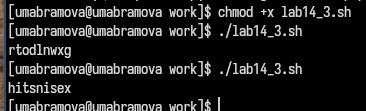 [umabramova@umabramova work]$ chmod +x lab14_3.sh
[umabramova@umabramova work]$ ./lab14_3.sh
rtodlnwxg
[umabramova@umabramova work]$ ./lab14_3.sh
hitsnisex
[umabramova@umabramova work]$